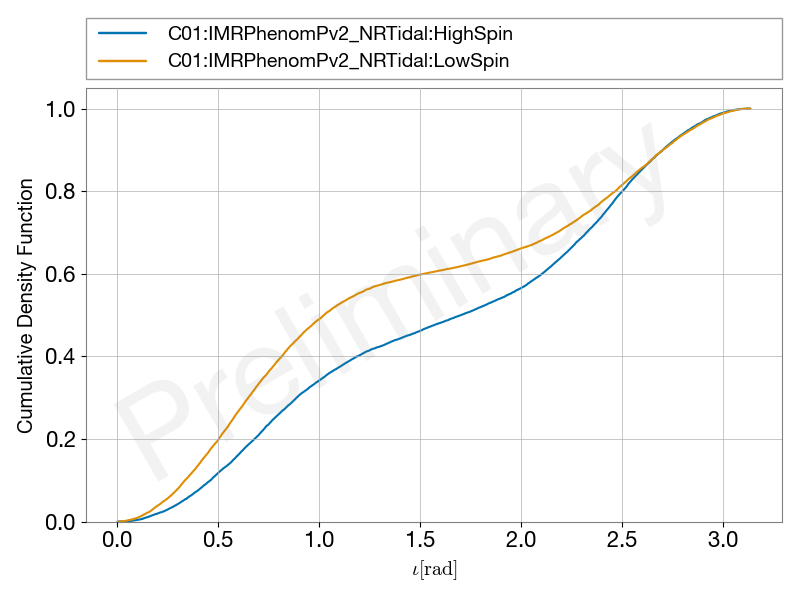 C01:IMRPhenomPv2_NRTidal:HighSpin
C01:IMRPhenomPv2_NRTidal:LowSpin
Preliminary
Cumulative Density Function
1.0
0.8
0.6
0.4
0.2
0.0
0.0 0.5 1.0 1.5 2.0 2.5 3.0
ι[rad]